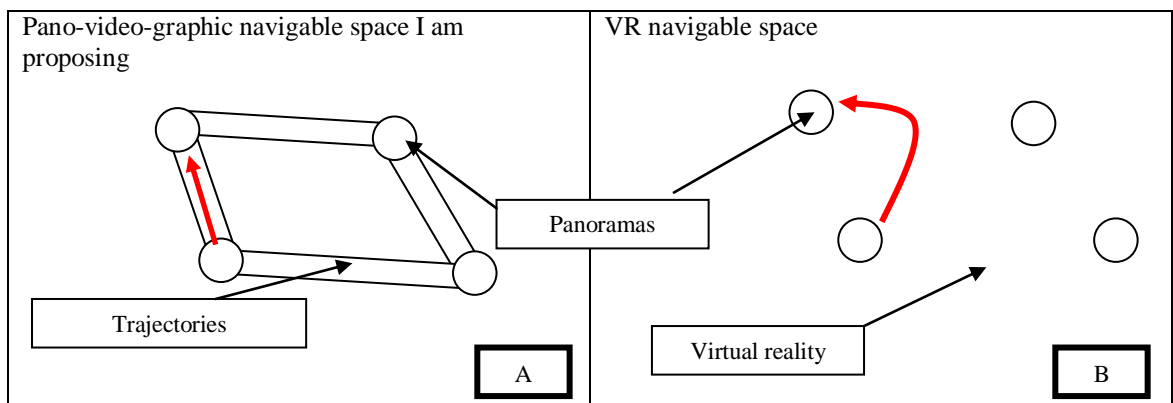 Pano-video-graphic navigable space I am
proposing
VR navigable space
Panoramas
Trajectories
Virtual reality
A
B